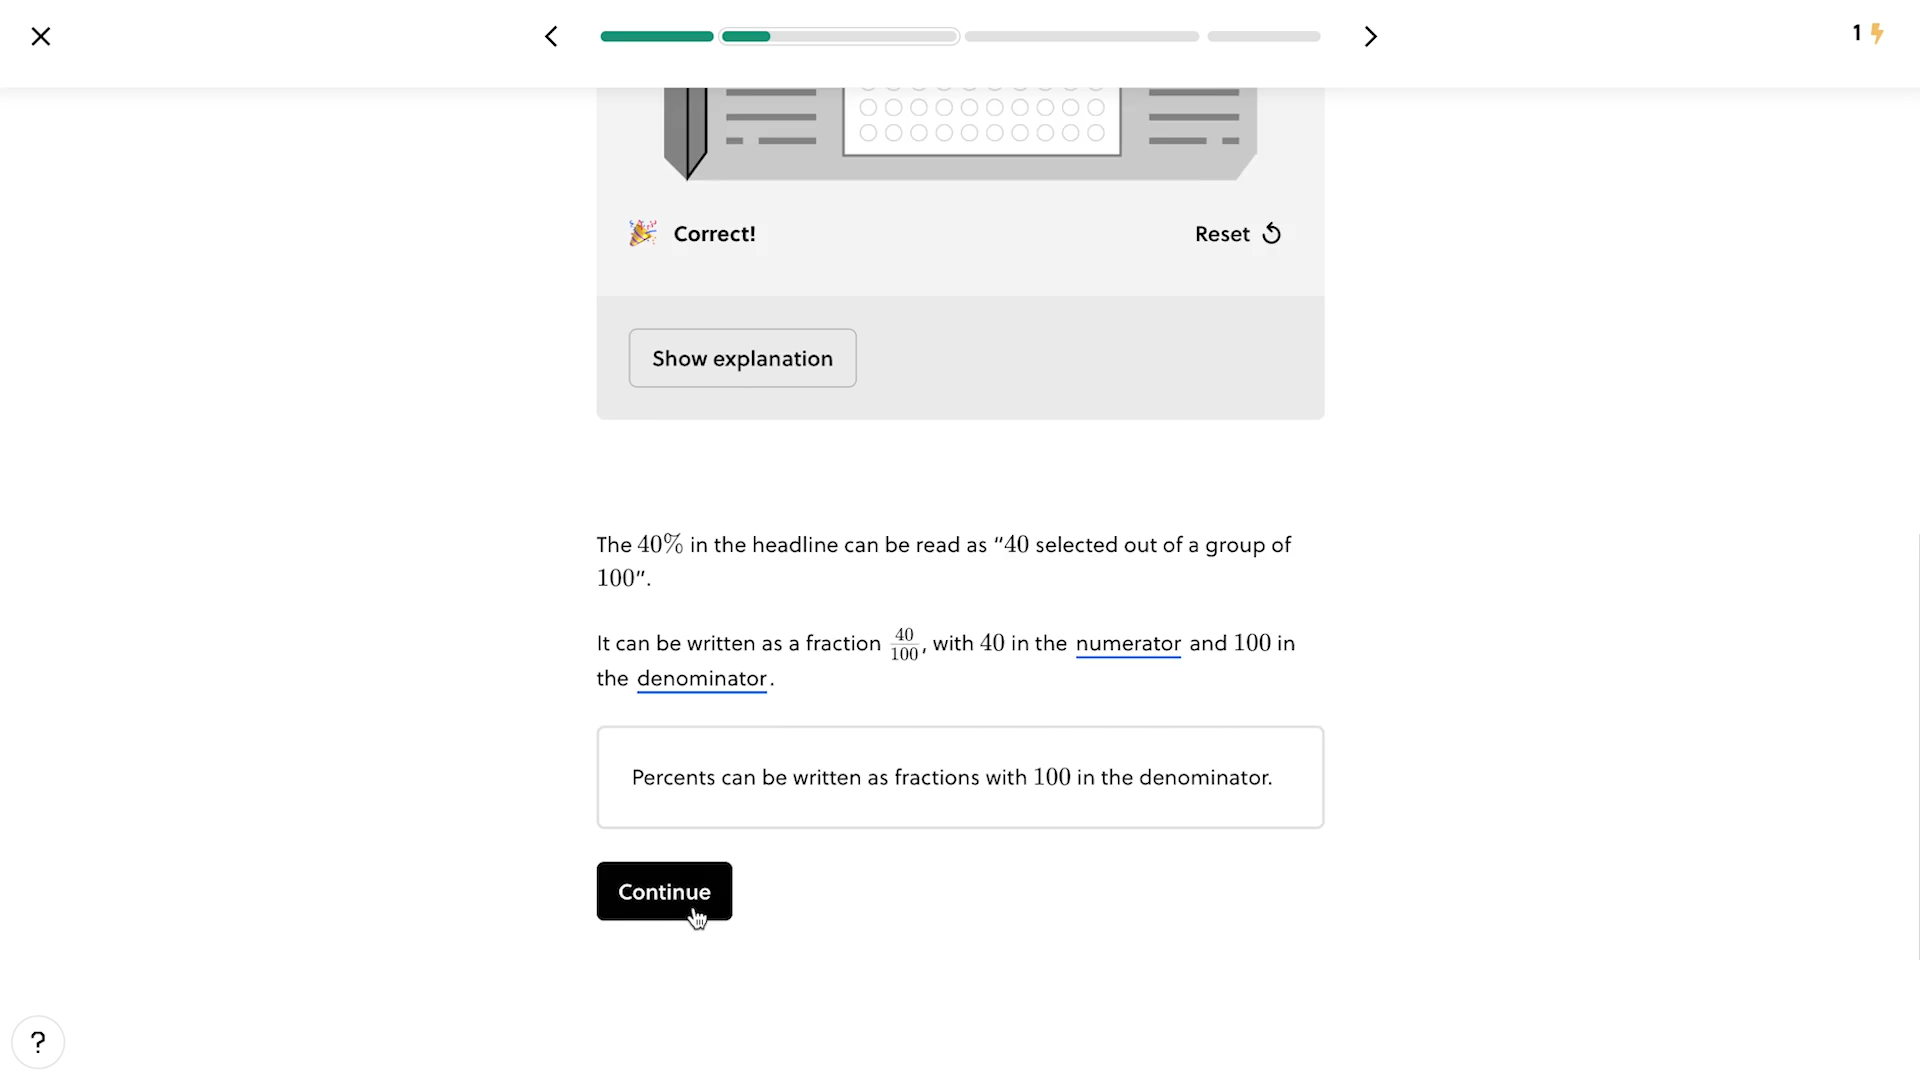 1
Correct!
Reset
Show explanation
The 40% in the headline can be read as “40 selected out of a group of
100”.
It can be written as a fraction 40/100, with 40 in the numerator and 100 in
the denominator.
Percents can be written as fractions with 100 in the denominator.
Continue
?